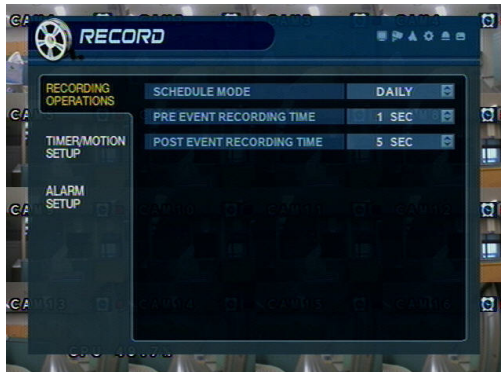 RECORD
RECORDING OPERATIONS
SCHEDULE MODE DAILY
PRE EVENT RECORDING TIME 1 SEC
POST EVENT RECORDING TIME 5 SEC
TIMER/MOTION SETUP
ALARM SETUP